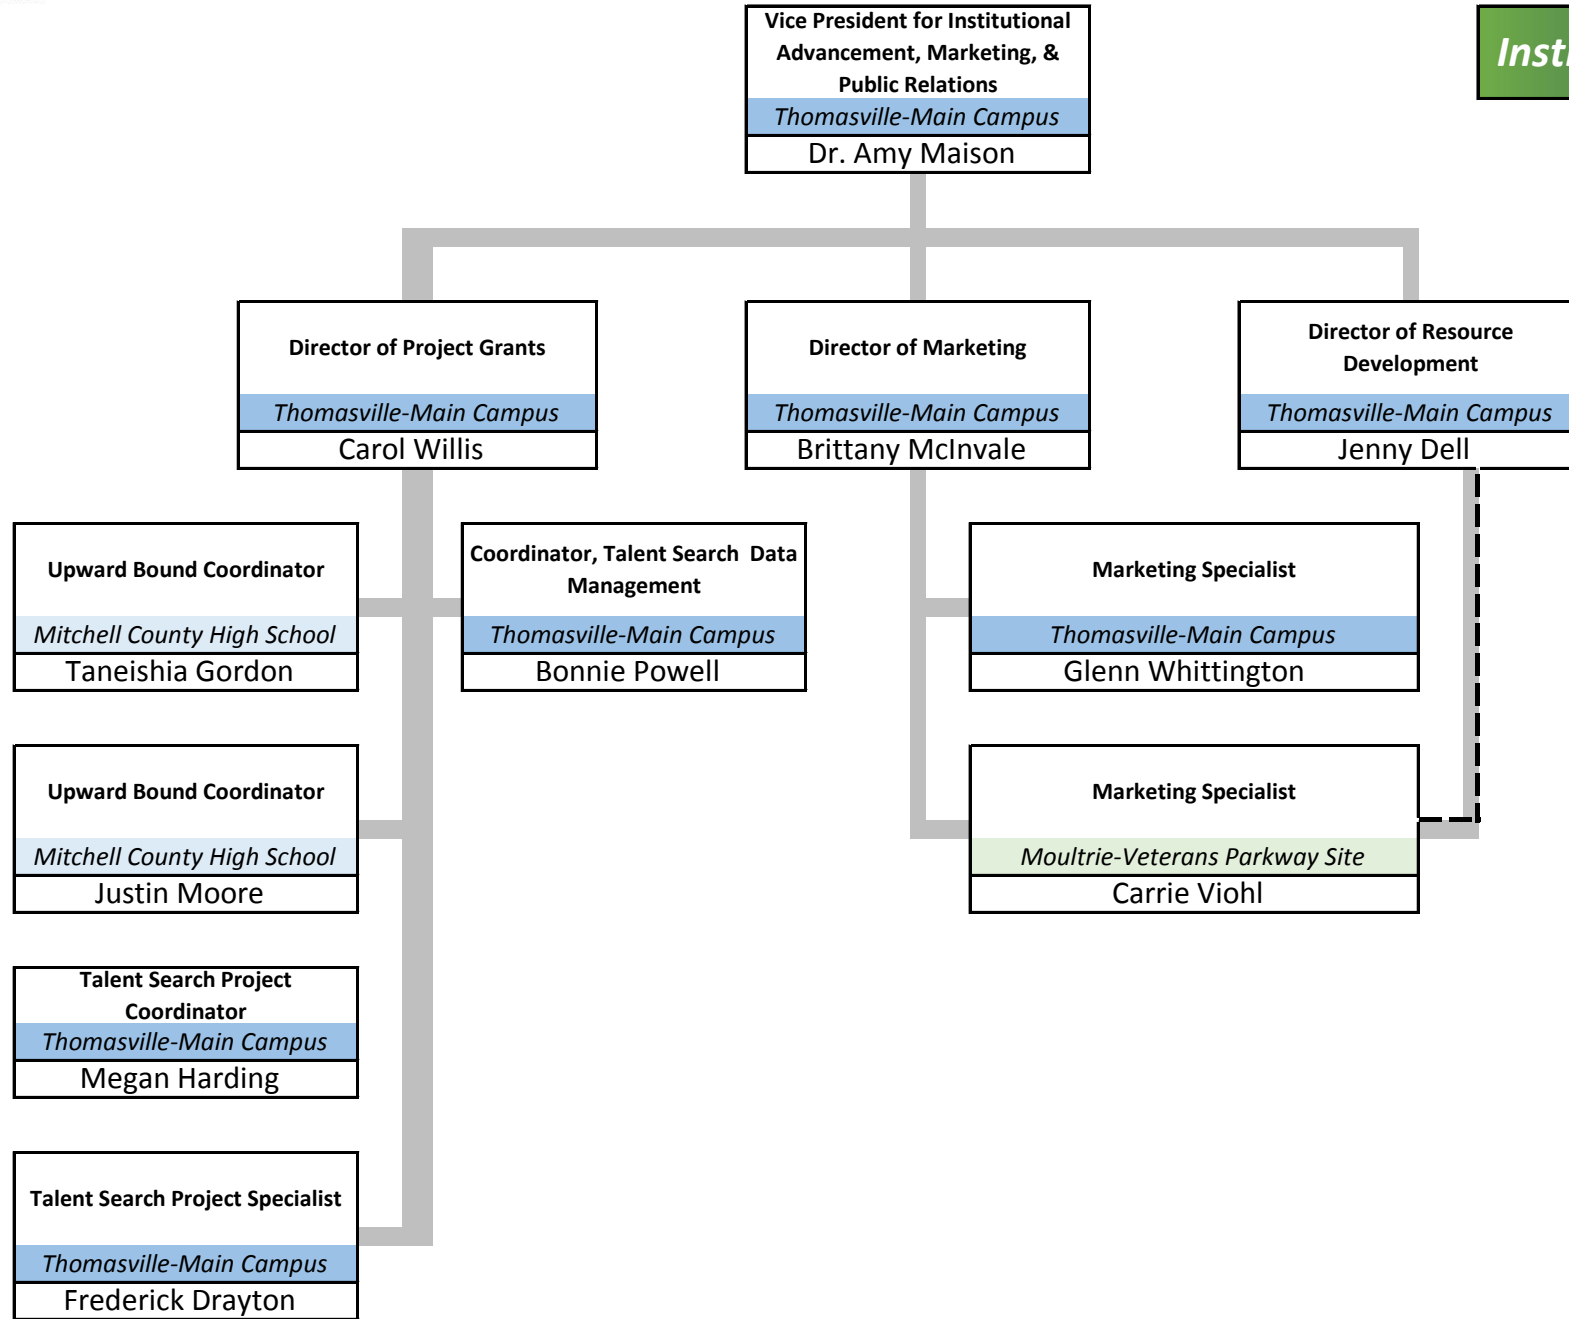 Vice President for Institutional
Advancement, Marketing, &
Public Relations
Thomasville-Main Campus
Dr. Amy Maison
Director of Project Grants
Thomasville-Main Campus
Carol Willis
Director of Marketing
Thomasville-Main Campus
Brittany McInvale
Director of Resource
Development
Thomasville-Main Campus
Jenny Dell
Upward Bound Coordinator
Mitchell County High School
Taneishia Gordon
Coordinator, Talent Search Data
Management
Thomasville-Main Campus
Bonnie Powell
Marketing Specialist
Thomasville-Main Campus
Glenn Whittington
Upward Bound Coordinator
Mitchell County High School
Justin Moore
Marketing Specialist
Moultrie-Veterans Parkway Site
Carrie Viohl
Talent Search Project
Coordinator
Thomasville-Main Campus
Megan Harding
Talent Search Project Specialist
Thomasville-Main Campus
Frederick Drayton